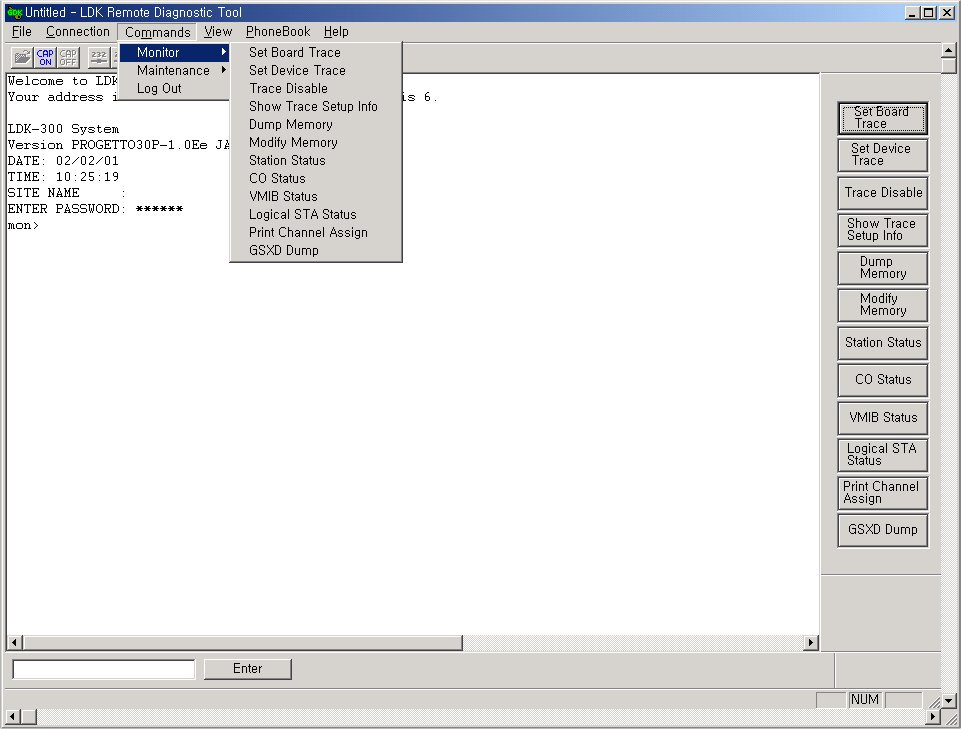 Untitled - LDK Remote Diagnostic Tool
File Connection Commands View PhoneBook Help
CAP ON CAP OFF 232
Monitor
Maintenance
Log Out
Set Board Trace
Set Device Trace
Trace Disable
Show Trace Setup Info
Dump Memory
Modify Memory
Station Status
CO Status
VMIB Status
Logical STA Status
Print Channel Assign
GSXD Dump
Welcome to LDK
Your address is 6.
LDK-300 System
Version PROGETTO30P-1.0Ee JA
DATE: 02/02/01
TIME: 10:25:19
SITE NAME :
ENTER PASSWORD: ******
mon>
Set Board
Trace
Set Device
Trace
Trace Disable
Show Trace
Setup Info
Dump
Memory
Modify
Memory
Station Status
CO Status
VMIB Status
Logical STA
Status
Print Channel
Assign
GSXD Dump
Enter
NUM